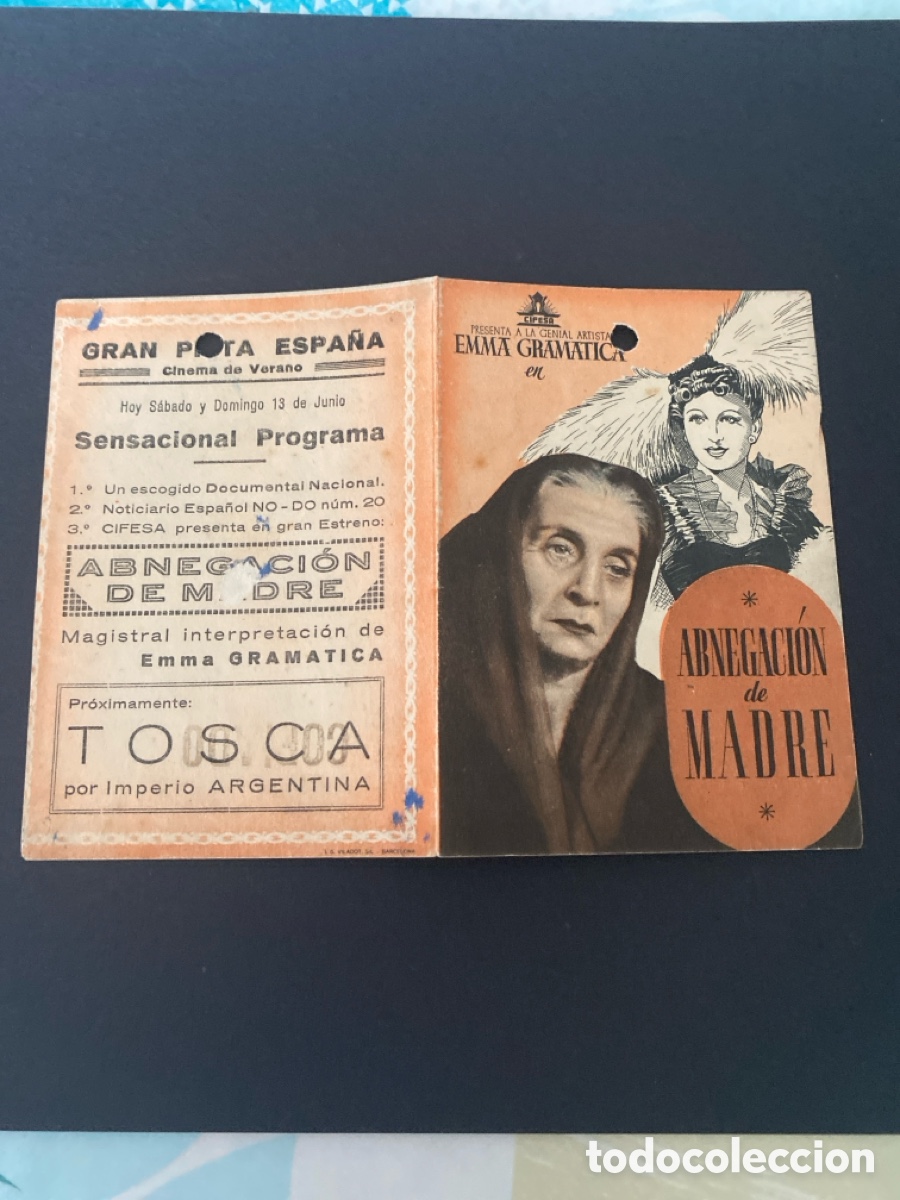 GRAN P TA ESPAÑA
Cinema de Verano
Hoy Sábado y Domingo 13 de Junio
Sensacional Programa
1.º Un escogido Documental Nacional.
2.º Noticiario Español NO-DO núm. 20
3.º CIFESA presenta en gran Estreno:
ABNEGACIÓN
DE MADRE
Magistral interpretación de
Emma GRAMATICA
Próximamente:
TOSCA
por Imperio ARGENTINA
CIFESA
PRESENTA A LA GENIAL ARTISTA
EMMA GRAMATICA
en
ABNEGACIÓN
de
MADRE
todocoleccion